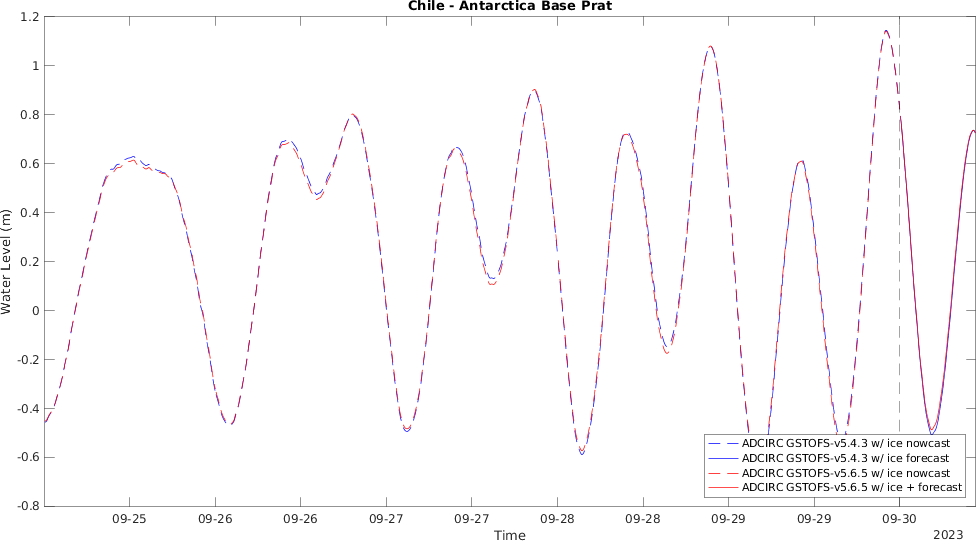 Chile - Antarctica Base Prat
Water Level (m)
1.2
1
0.8
0.6
0.4
0.2
0
-0.2
-0.4
-0.6
-0.8
ADCIRC GSTOFS-v5.4.3 w/ ice nowcast
ADCIRC GSTOFS-v5.4.3 w/ ice forecast
ADCIRC GSTOFS-v5.6.5 w/ ice nowcast
ADCIRC GSTOFS-v5.6.5 w/ ice + forecast
09-25 09-26 09-26 09-27 09-27 09-28 09-28 09-29 09-29 09-30
Time
2023